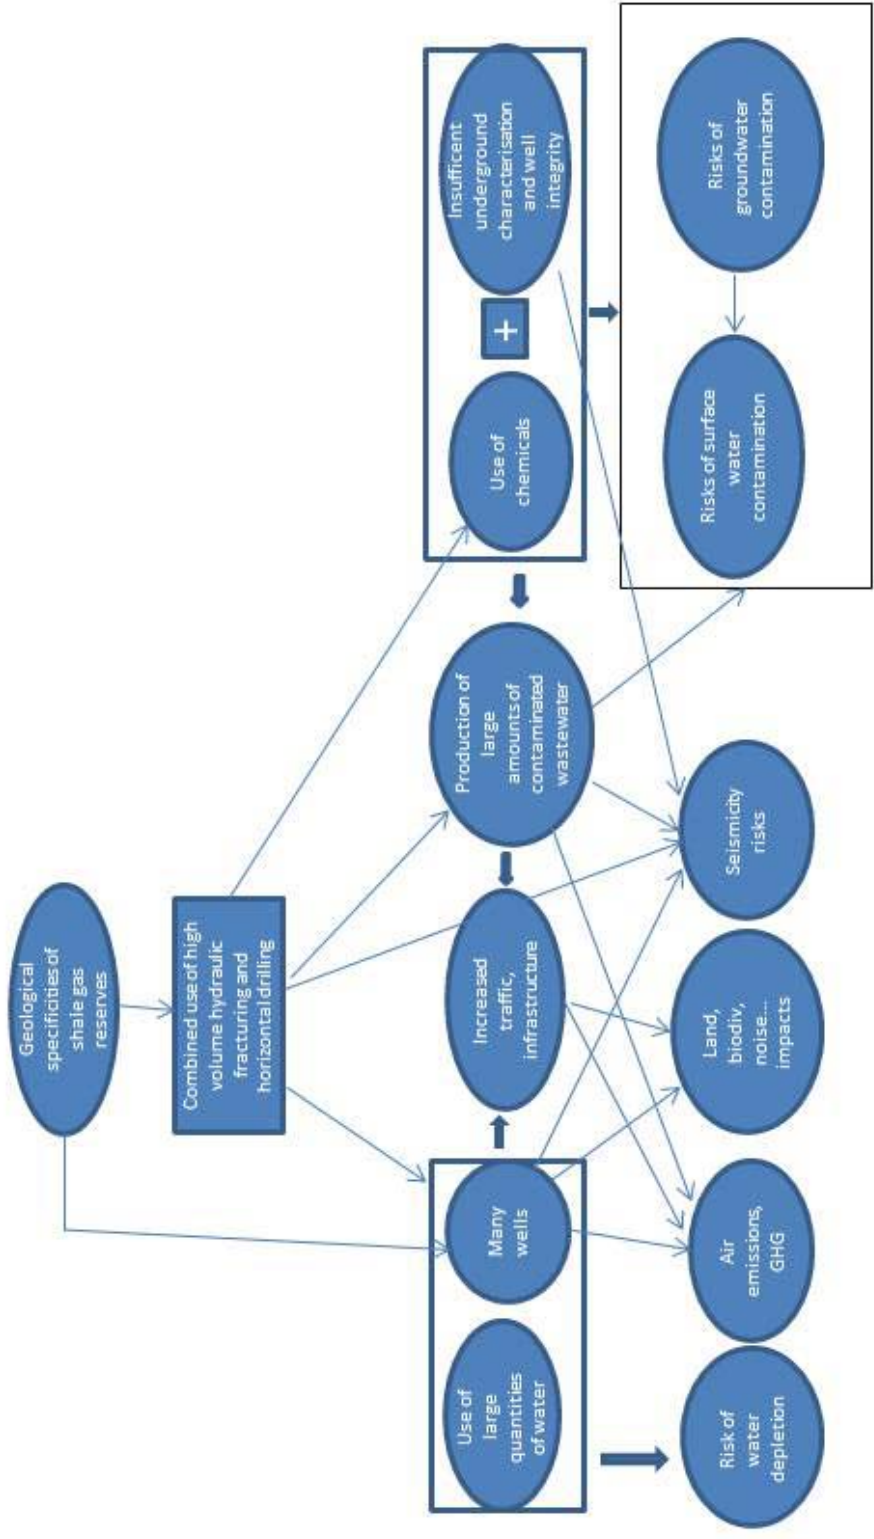 Geological
specificities of
shale gas
reserves
Combined use of high
volume hydraulic
fracturing and
horizontal drilling
Use of
large
quantities
of water
Many
wells
Increased
traffic,
infrastructure
Production of
large
amounts of
contaminated
wastewater
Use of
chemicals
+
Insufficent
underground
characterisation
and well
integrity
Risk of
water
depletion
Air
emissions,
GHG
Land,
biodiv,
noise...
impacts
Seismicity
risks
Risks of surface
water
contamination
Risks of
groundwater
contamination